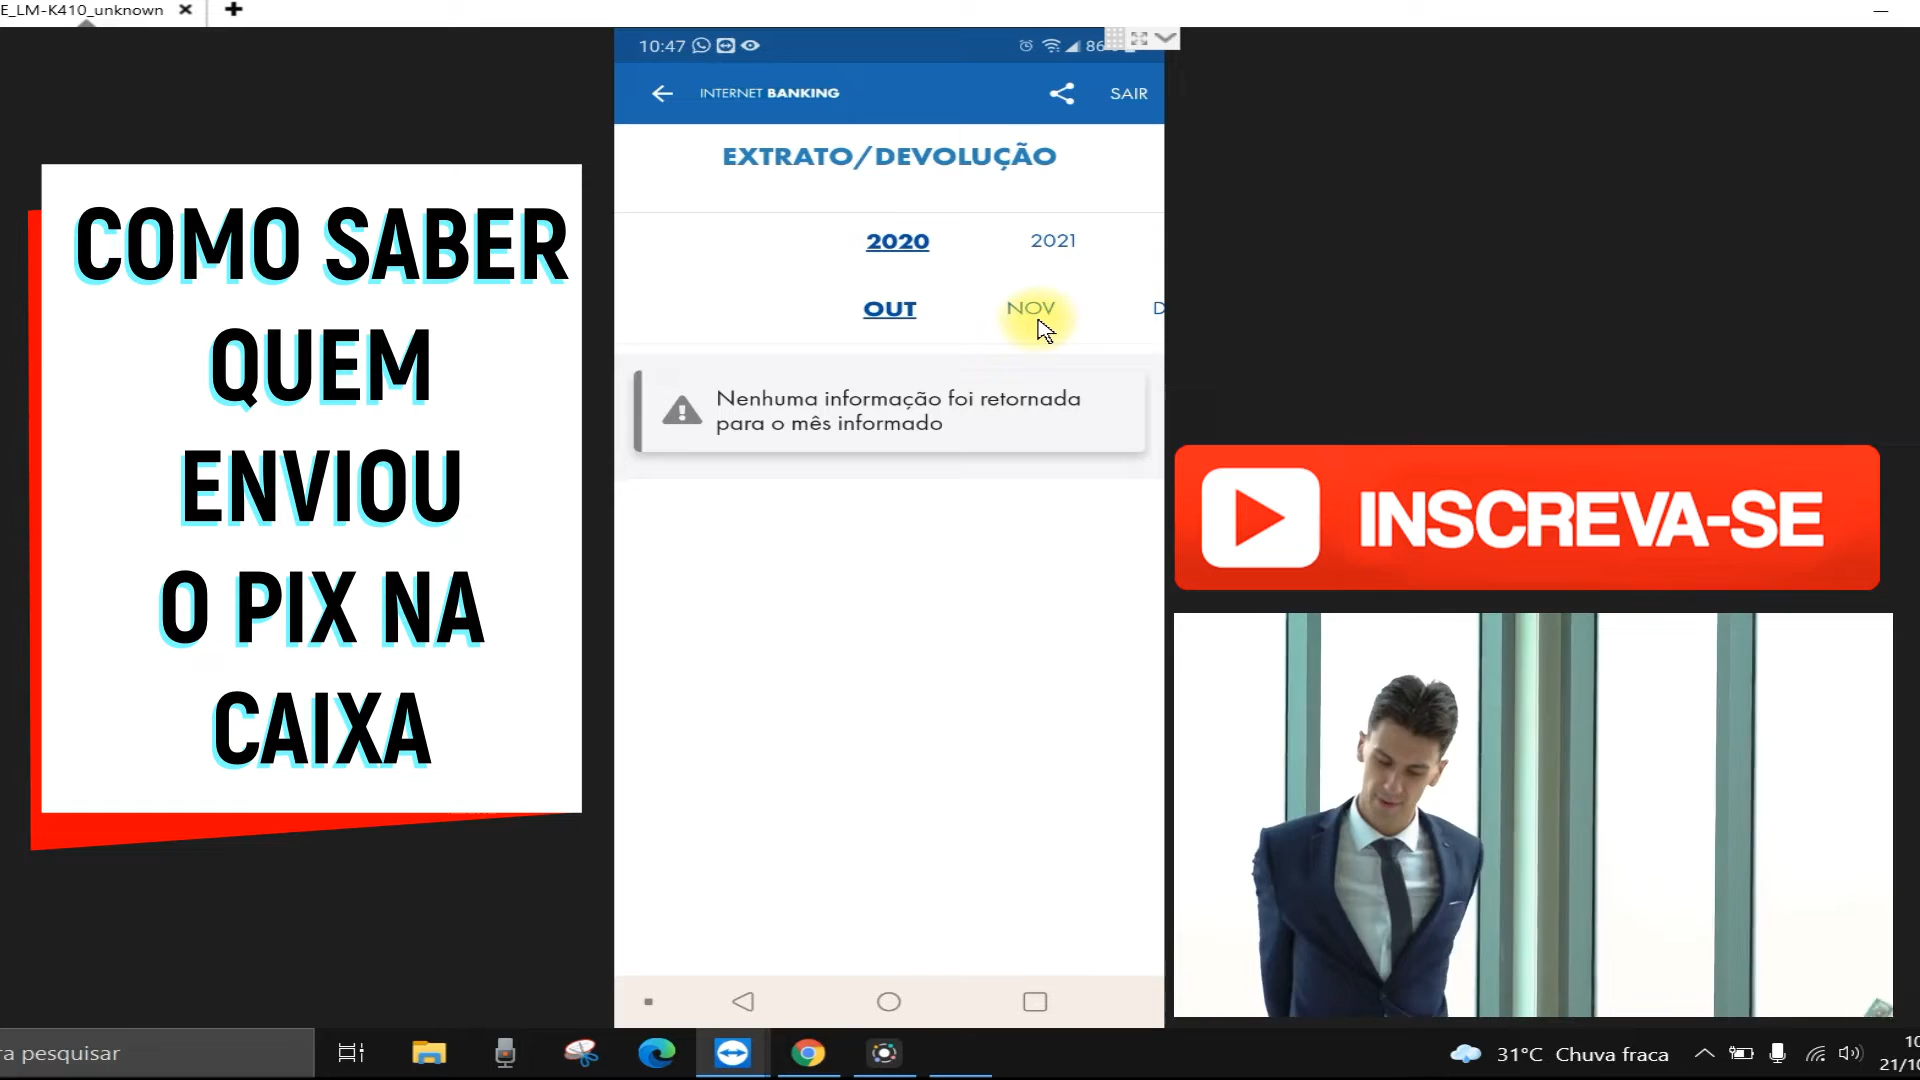 E_LM-K410_unknown
10:47
INTERNET BANKING
SAIR
EXTRATO/DEVOLUÇÃO
2020 2021
OUT NOV
Nenhuma informação foi retornada
para o mês informado
COMO SABER
QUEM
ENVIOU
O PIX NA
CAIXA
INSCREVA-SE
ra pesquisar
31°C Chuva fraca